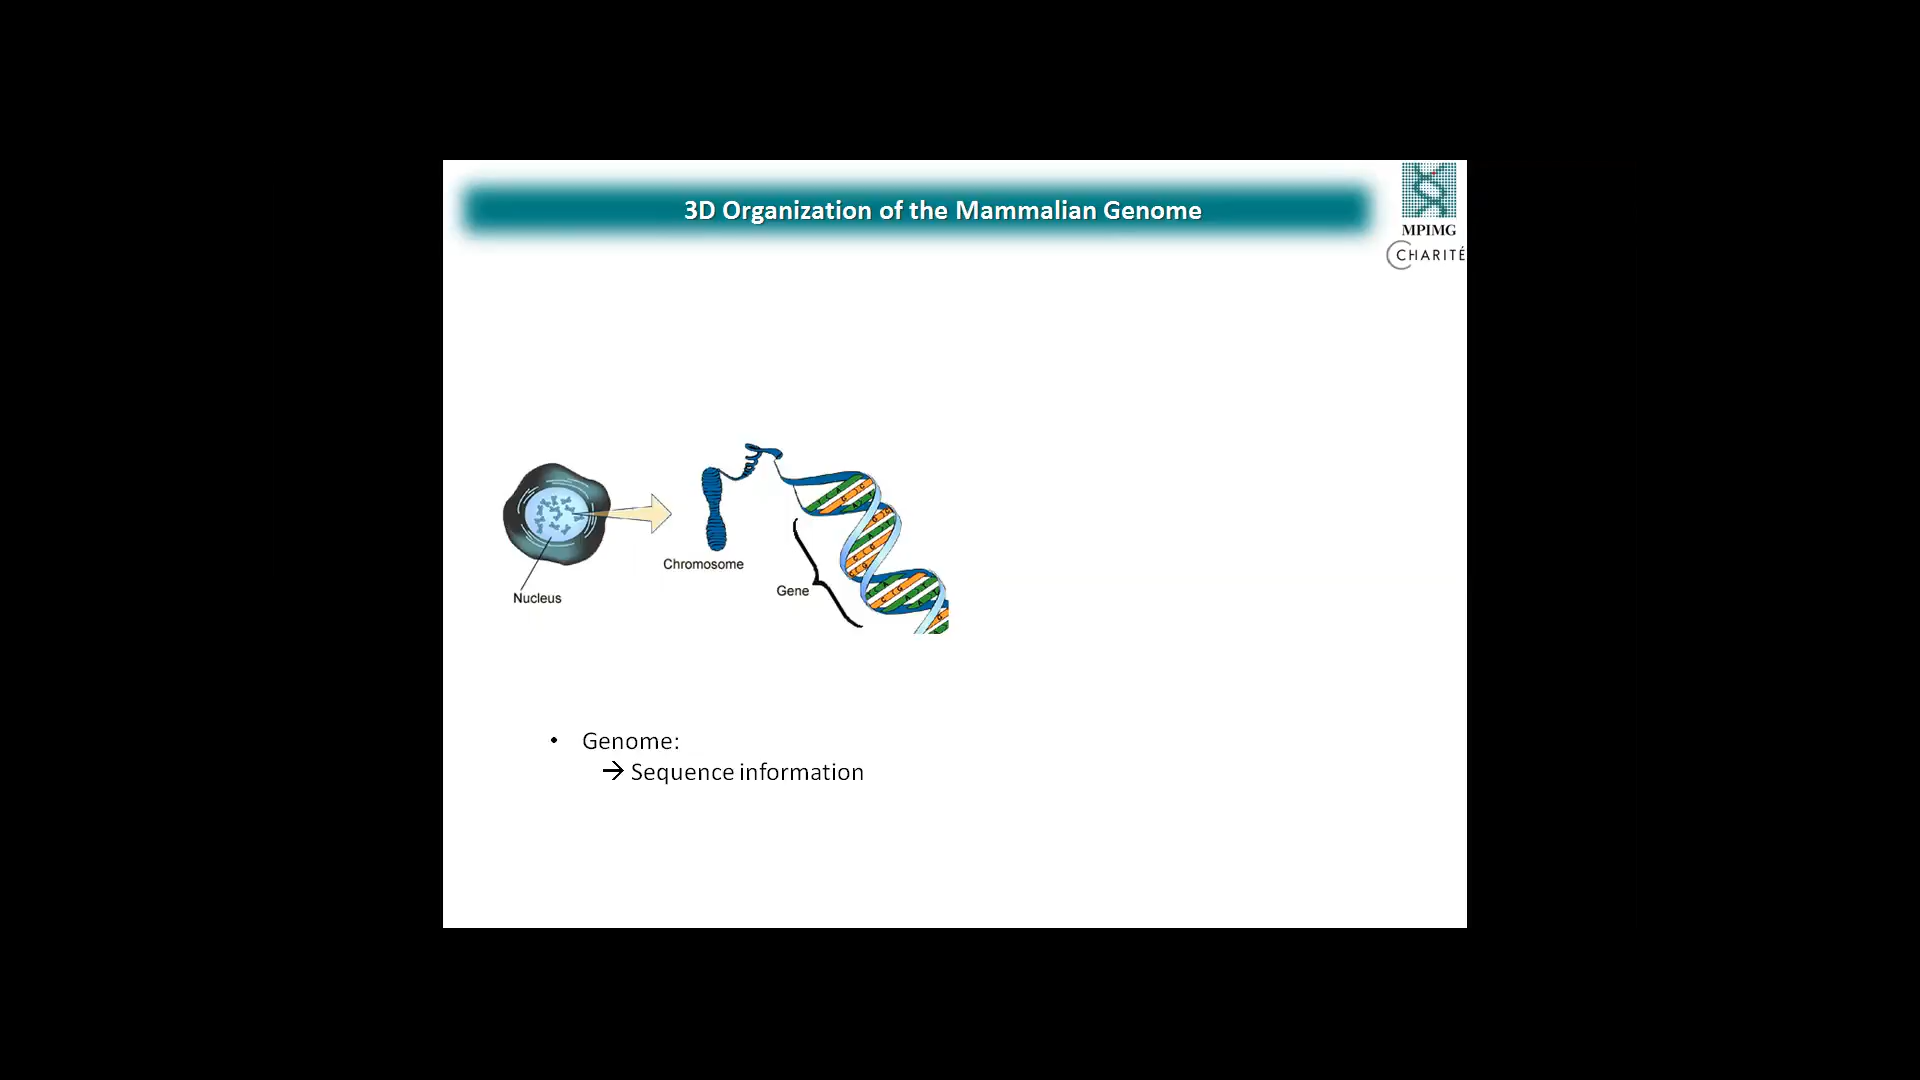 3D Organization of the Mammalian Genome
MPIMG
CHARITÉ
Chromosome
Gene
Nucleus
• Genome:
→ Sequence information